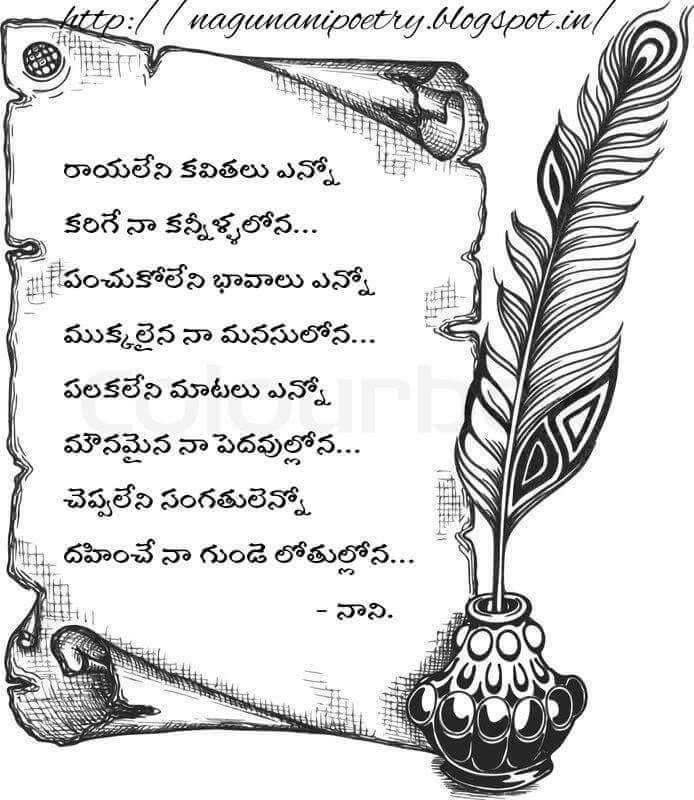 http://nagunanipoetry.blogspot.in/
రాయలేని కవితలు ఎన్నో
కరిగే నా కన్నీళ్ళలోన...
పంచుకోలేని భావాలు ఎన్నో
ముక్కలైన నా మనసులోన...
పలకలేని మాటలు ఎన్నో
మౌనమైన నా పెదవుల్లోన...
చెప్పలేని సంగతులెన్నో
దహించే నా గుండె లోతుల్లోన...
- నాని.